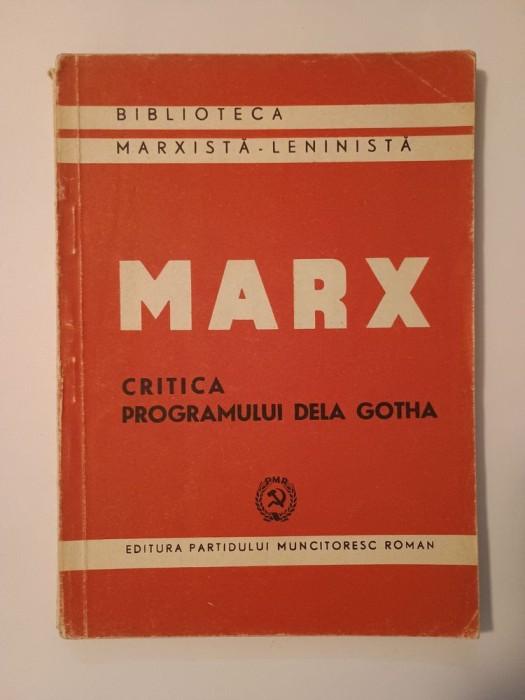 BIBLIOTECA
MARXISTĂ-LENINISTĂ
MARX
CRITICA
PROGRAMULUI DELA GOTHA
PMR
EDITURA PARTIDULUI MUNCITORESC ROMAN